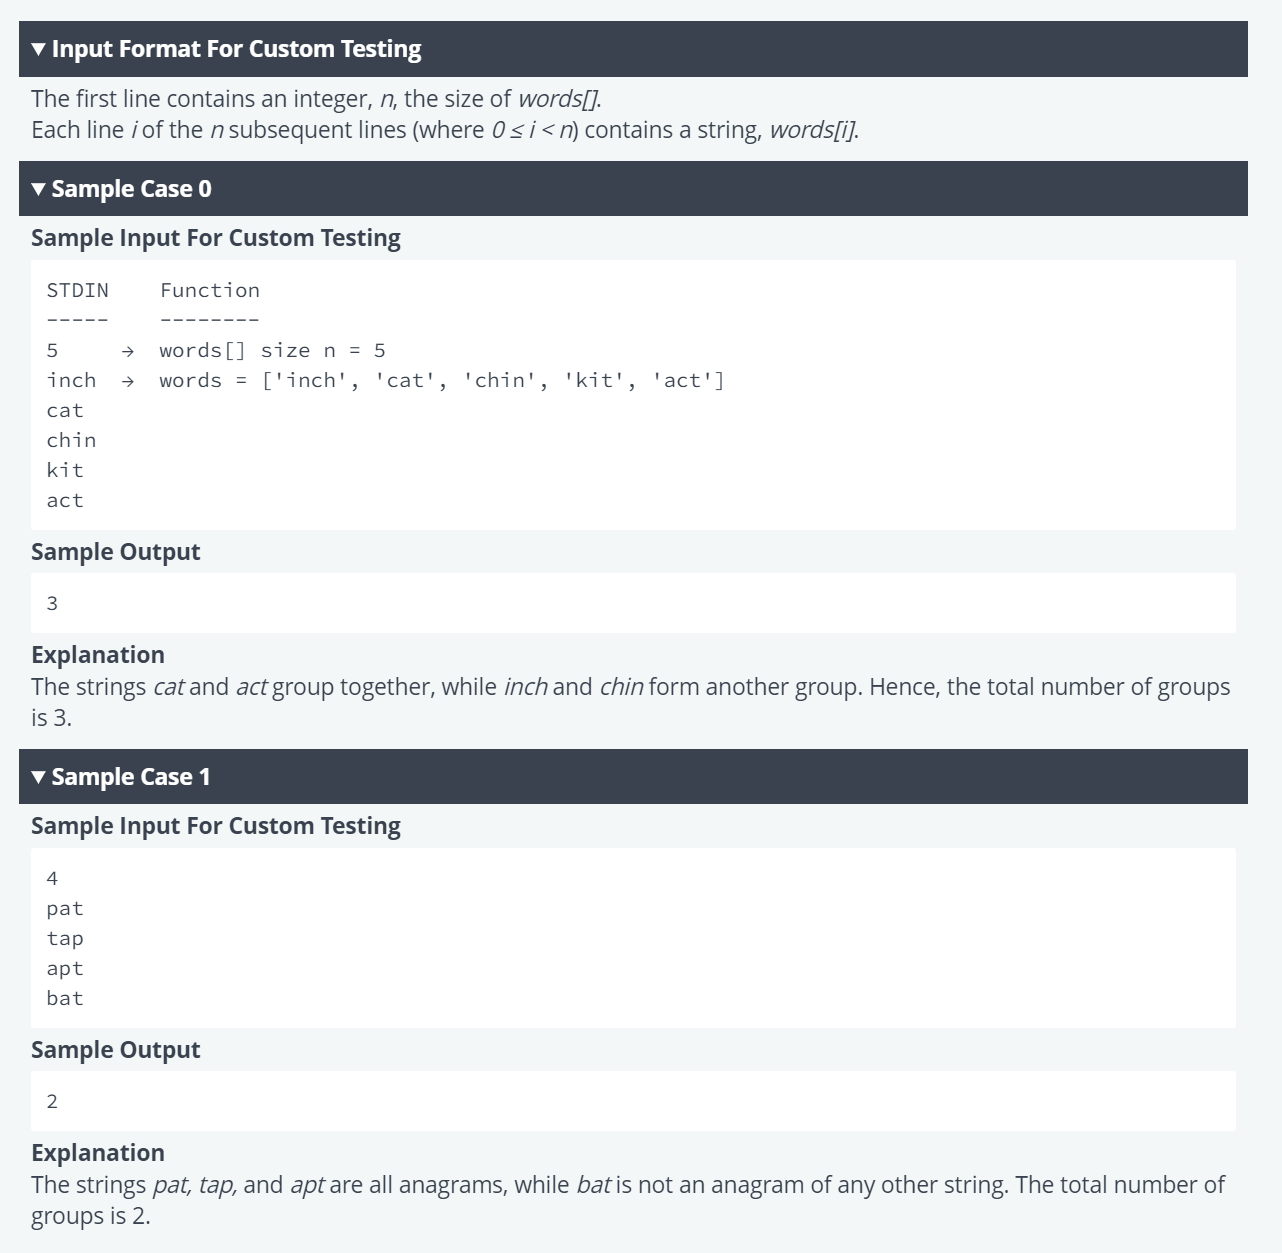 ▼ Input Format For Custom Testing
The first line contains an integer, n, the size of words[].
Each line i of the n subsequent lines (where 0 ≤ i < n) contains a string, words[i].
▼ Sample Case 0
Sample Input For Custom Testing
STDIN    Function
-----    --------
5     →  words[] size n = 5
inch  →  words = ['inch', 'cat', 'chin', 'kit', 'act']
cat
chin
kit
act
Sample Output
3
Explanation
The strings cat and act group together, while inch and chin form another group. Hence, the total number of groups
is 3.
▼ Sample Case 1
Sample Input For Custom Testing
4
pat
tap
apt
bat
Sample Output
2
Explanation
The strings pat, tap, and apt are all anagrams, while bat is not an anagram of any other string. The total number of
groups is 2.